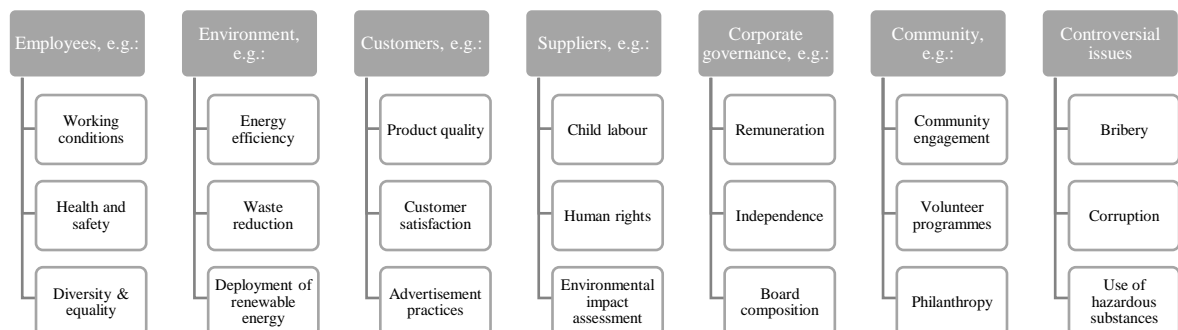 Employees, e.g.:
Working
conditions
Health and
safety
Diversity &
equality
Environment,
e.g.:
Energy
efficiency
Waste
reduction
Deployment of
renewable
energy
Customers, e.g.:
Product quality
Customer
satisfaction
Advertisement
practices
Suppliers, e.g.:
Child labour
Human rights
Environmental
impact
assessment
Corporate
governance, e.g.:
Remuneration
Independence
Board
composition
Community,
e.g.:
Community
engagement
Volunteer
programmes
Philanthropy
Controversial
issues
Bribery
Corruption
Use of
hazardous
substances